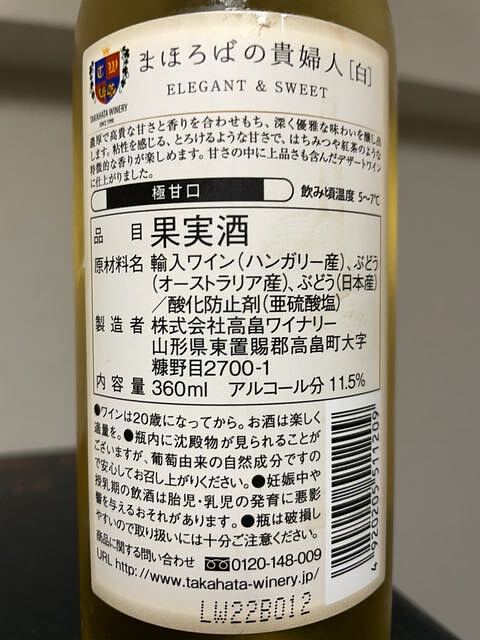 TW
TAKAHATA WINERY
SINCE 1990
まほろばの貴婦人[白]
ELEGANT & SWEET
濃厚で高貴な甘さと香りを合わせもち、深く優雅な味わいを醸し出
します。粘性を感じる、とろけるような甘さで、はちみつや紅茶のような
特徴的な香りが楽しめます。甘さの中に上品さも含んだデザートワイン
に仕上がりました。
極甘口 飲み頃温度 5~7℃
品目 果実酒
原材料名 輸入ワイン(ハンガリー産)、ぶどう
(オーストラリア産)、ぶどう(日本産)
/酸化防止剤(亜硫酸塩)
製造者 株式会社高畠ワイナリー
山形県東置賜郡高畠町大字
糠野目2700-1
内容量 360ml アルコール分 11.5%
●ワインは20歳になってから。お酒は楽しく
適量を。●瓶内に沈殿物が見られることが
ございますが、葡萄由来の自然成分ですの
で安心してお召し上がりください。●妊娠中や
授乳期の飲酒は胎児・乳児の発育に悪影
響を与えるおそれがあります。●瓶は破損し
やすいので取り扱いには十分ご注意ください。
商品に関する問い合わせ 0120-148-009
URL http://www.takahata-winery.jp/
4920205511209
LW22B012